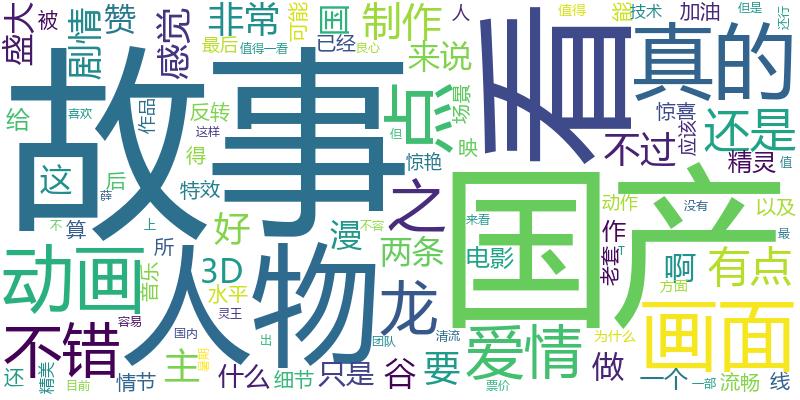 盛大
被
剧情
赞
感觉
非常
最后
值得一看
可能
国
已经
良心
制作
人
来说
值得
能
技术
加油
但是
还行
故事
看
真的
给
喜欢
作品
反转
这样
得
但
点
场景
映
惊艳
惊喜
应该
不过
还是
值
精灵
这
后
特效
薛
不
算
上
所
好
漫
之
不容
两条
国产
动作
没有
以及
来看
作
老套
电影
啊
有点
最
动画
人物
音乐
3D
水平
灵王
龙
T
方面
画面
不错
容易
主
国内
出
什么
细节
团队
只是
谷
要
清流
爱情
做
为什么
一个
一部
流畅
线
还
精美
目前
情节
票价